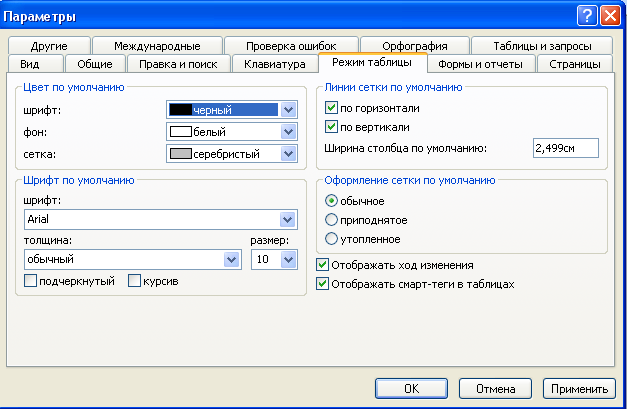 Параметры
Другие
Международные
Проверка ошибок
Орфография
Таблицы и запросы
Вид
Общие
Правка и поиск
Клавиатура
Режим таблицы
Формы и отчеты
Страницы
Цвет по умолчанию
шрифт:
черный
фон:
белый
сетка:
серебристый
Шрифт по умолчанию
шрифт:
Arial
толщина:
размер:
обычный
10
подчеркнутый
курсив
Линии сетки по умолчанию
по горизонтали
по вертикали
Ширина столбца по умолчанию:
2,499см
Оформление сетки по умолчанию
обычное
приподнятое
утопленное
Отображать ход изменения
Отображать смарт-теги в таблицах
OK
Отмена
Применить